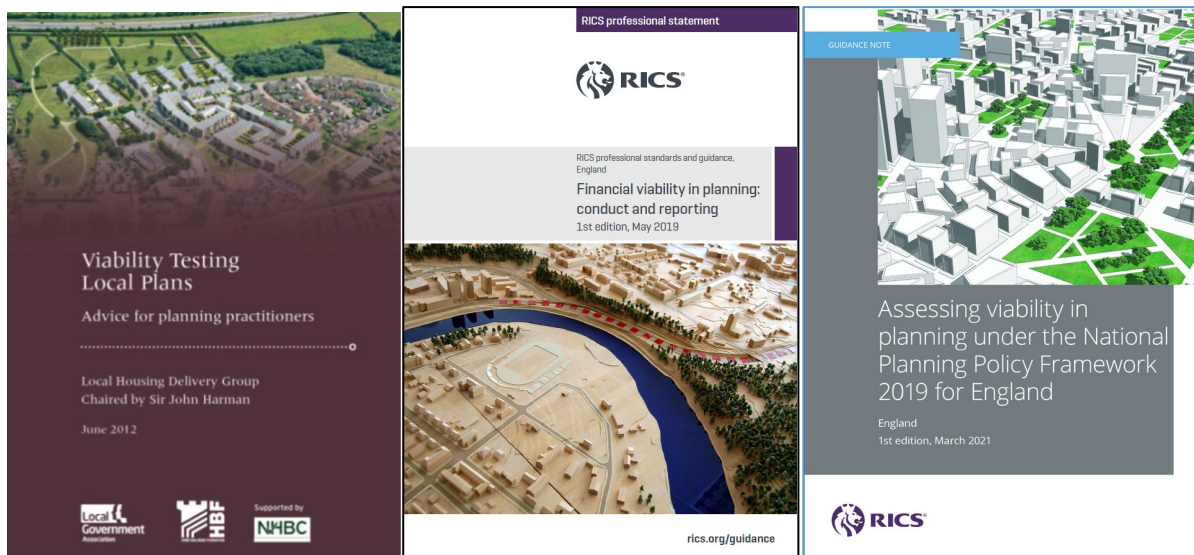 Viability Testing
Local Plans
Advice for planning practitioners
Local Housing Delivery Group
Chaired by Sir John Harman
June 2012
Local
Government
Association
HBF
Supported by
NHBC
RICS professional statement
RICS
RICS professional standards and guidance,
England
Financial viability in planning:
conduct and reporting
1st edition, May 2019
rics.org/guidance
GUIDANCE NOTE
Assessing viability in
planning under the National
Planning Policy Framework
2019 for England
England
1st edition, March 2021
RICS